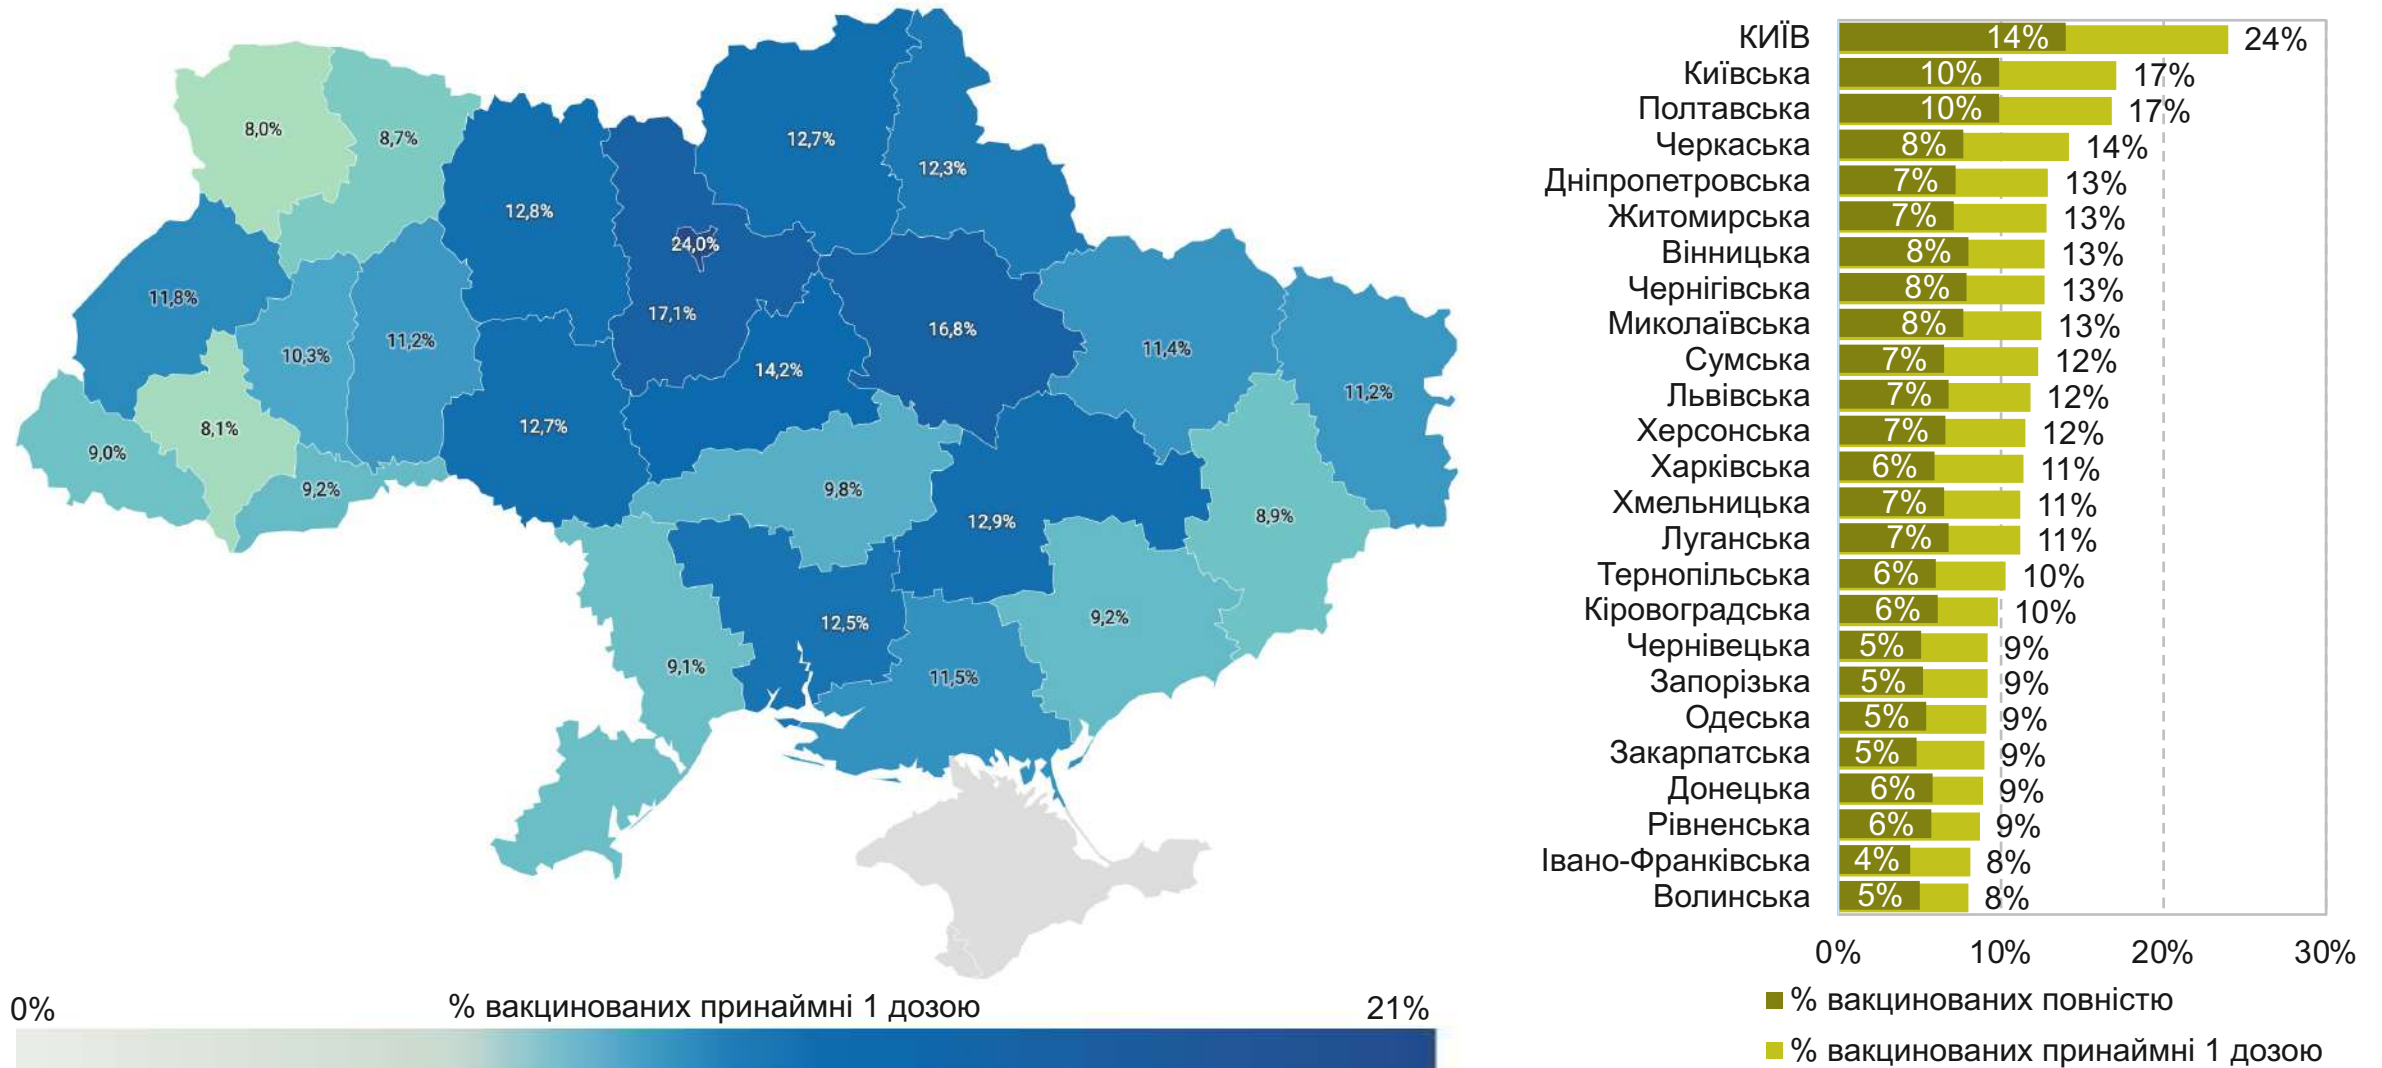 8,0%
8,7%
12,7%
12,3%
12,8%
24,0%
11,8%
17,1%
16,8%
10,3%
11,2%
14,2%
11,4%
11,2%
9,0%
8,1%
12,7%
9,2%
9,8%
12,9%
8,9%
12,5%
9,2%
9,1%
11,5%
0%
% вакцинованих принаймні 1 дозою
21%
КИЇВ 14% 24%
Київська 10% 17%
Полтавська 10% 17%
Черкаська 8% 14%
Дніпропетровська 7% 13%
Житомирська 7% 13%
Вінницька 8% 13%
Чернігівська 8% 13%
Миколаївська 8% 13%
Сумська 7% 12%
Львівська 7% 12%
Херсонська 7% 12%
Харківська 6% 11%
Хмельницька 7% 11%
Луганська 7% 11%
Тернопільська 6% 10%
Кіровоградська 6% 10%
Чернівецька 5% 9%
Запорізька 5% 9%
Одеська 5% 9%
Закарпатська 5% 9%
Донецька 6% 9%
Рівненська 6% 9%
Івано-Франківська 4% 8%
Волинська 5% 8%
0% 10% 20% 30%
% вакцинованих повністю
% вакцинованих принаймні 1 дозою